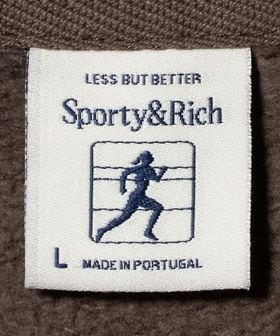 LESS BUT BETTER
Sporty&Rich
L MADE IN PORTUGAL